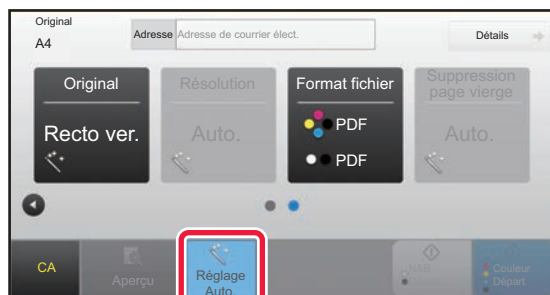 Original
A4
Adresse
Adresse de courrier élect.
Détails
Original
Recto ver.
Résolution
Auto.
Format fichier
PDF
PDF
Suppression
page vierge
Auto.
CA
Aperçu
Réglage
Auto.
N&B
Couleur
Départ